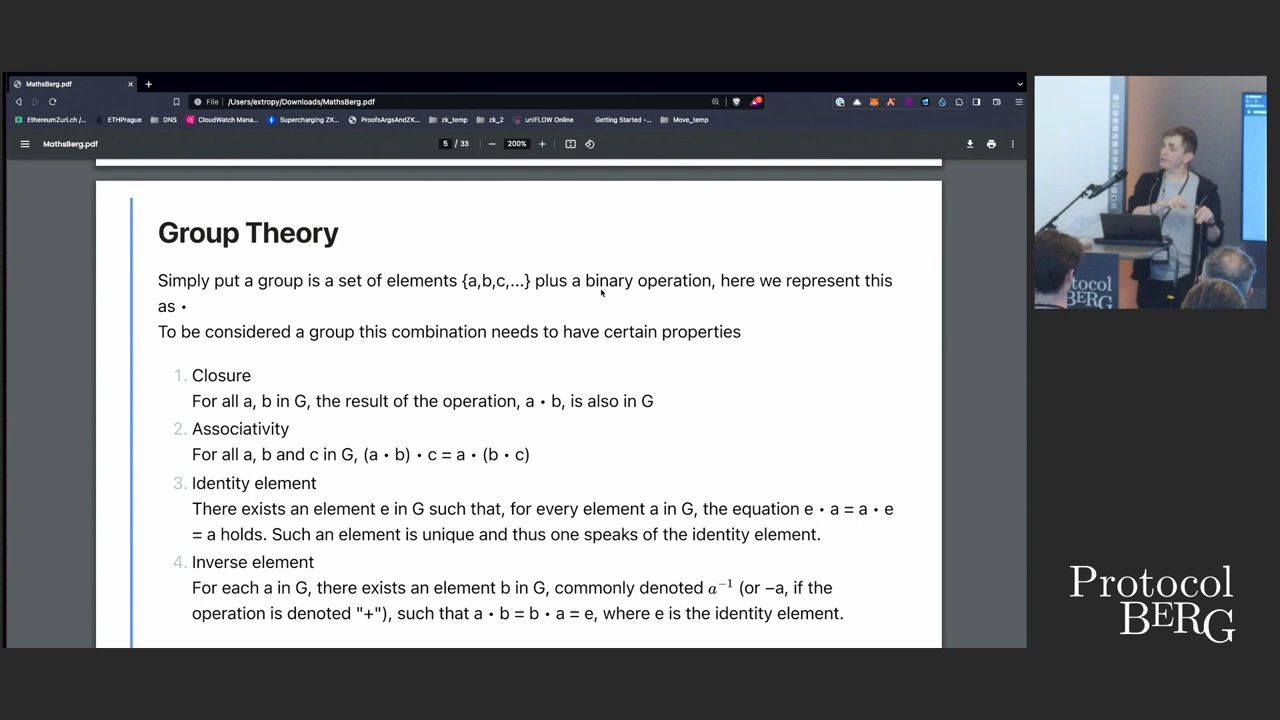 MathsBerg.pdf
File | /Users/extropy/Downloads/MathsBerg.pdf
EthereumZuri.ch /... ETHPrague DNS CloudWatch Mana... Supercharging ZK... ProofsArgsAndZK... zk_temp zk_2 uniFLOW Online Getting Started -... Move_temp
MathsBerg.pdf 5 / 33 200%
Group Theory
Simply put a group is a set of elements {a,b,c,...} plus a binary operation, here we represent this
as •
To be considered a group this combination needs to have certain properties
1. Closure
For all a, b in G, the result of the operation, a • b, is also in G
2. Associativity
For all a, b and c in G, (a • b) • c = a • (b • c)
3. Identity element
There exists an element e in G such that, for every element a in G, the equation e • a = a • e
= a holds. Such an element is unique and thus one speaks of the identity element.
4. Inverse element
For each a in G, there exists an element b in G, commonly denoted a⁻¹ (or −a, if the
operation is denoted "+"), such that a • b = b • a = e, where e is the identity element.
tocol
BERG
Protocol
BERG